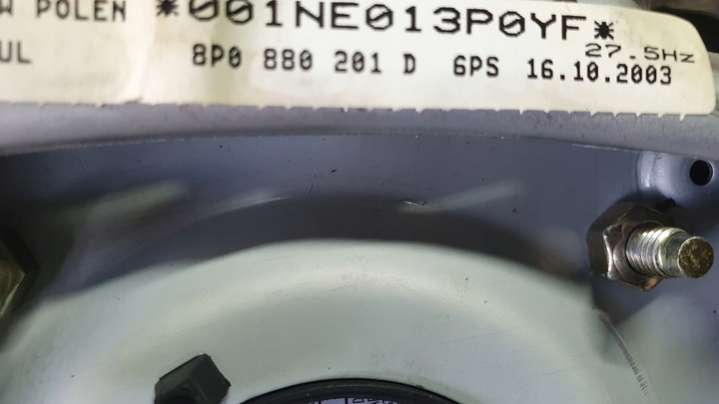 W POLEN *001NE013P0YF*
27.5Hz
UL 8P0 880 201 D 6PS 16.10.2003